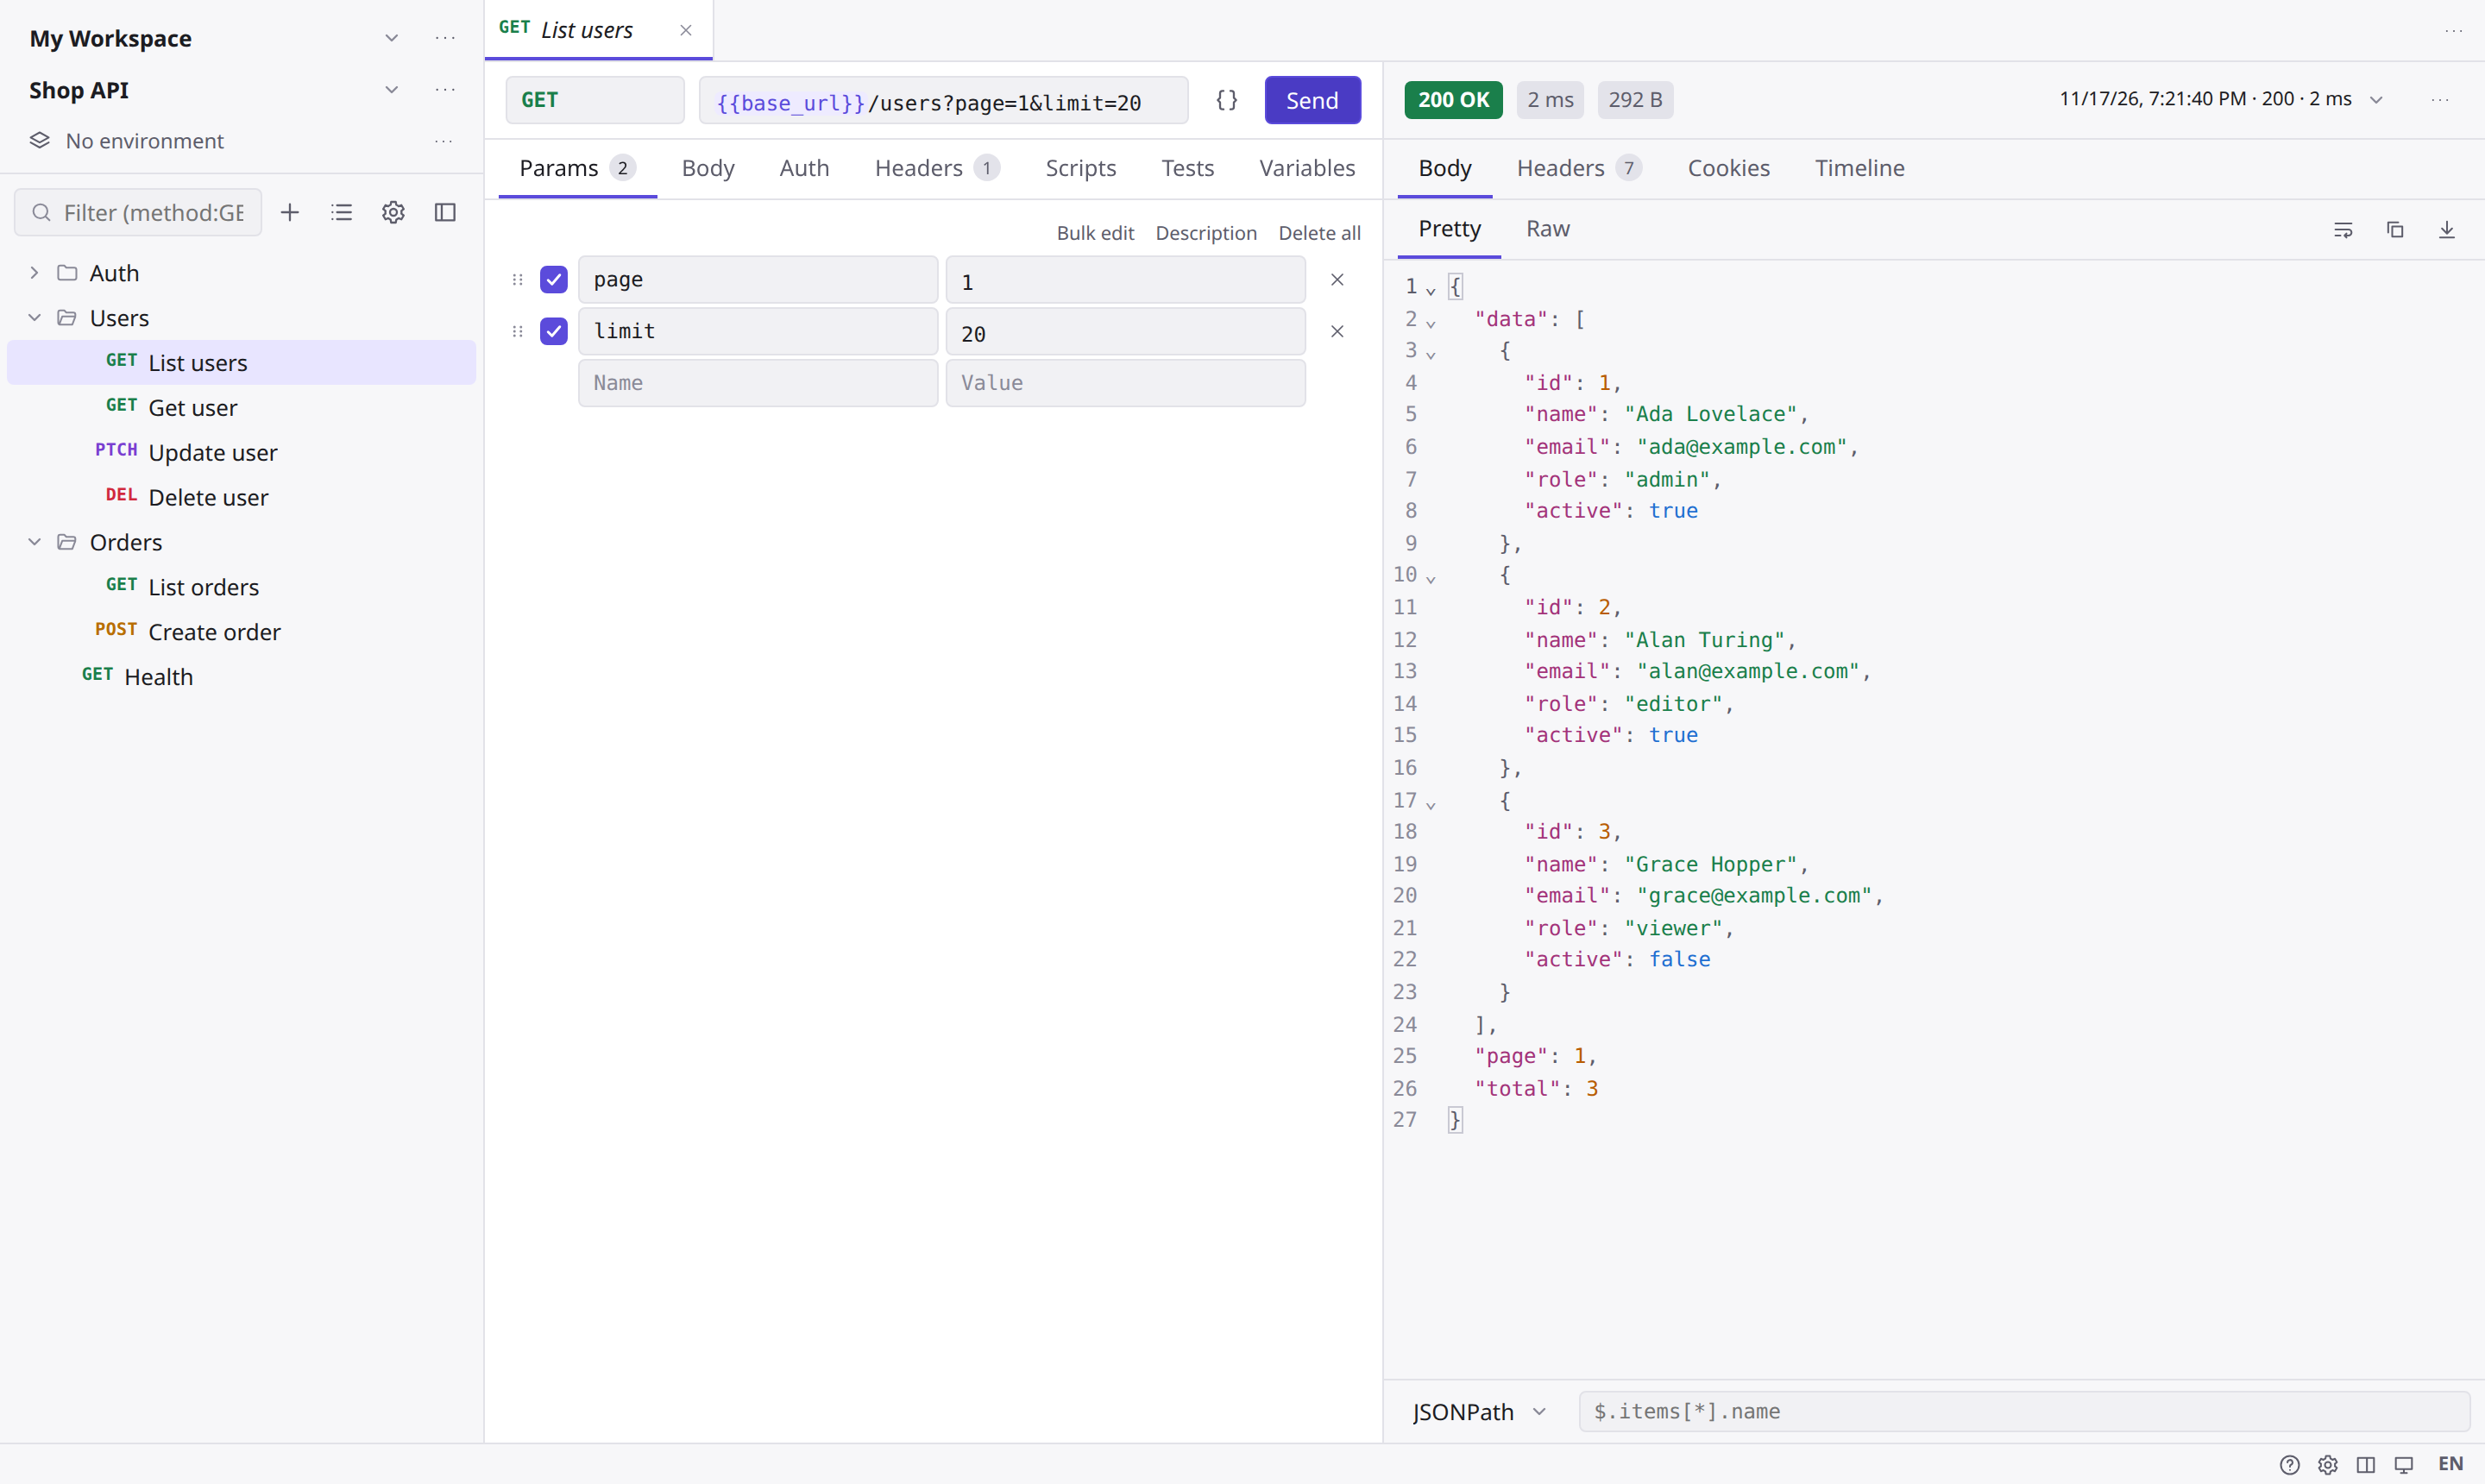 My Workspace
Shop API
No environment
Filter (method:GE
Auth
Users
GET List users
GET Get user
PTCH Update user
DEL Delete user
Orders
GET List orders
POST Create order
GET Health
GET List users
GET
{{base_url}}/users?page=1&limit=20
{} Send
Params 2 Body Auth Headers 1 Scripts Tests Variables
Bulk edit Description Delete all
page 1
limit 20
Name Value
200 OK 2 ms 292 B
11/17/26, 7:21:40 PM · 200 · 2 ms
Body Headers 7 Cookies Timeline
Pretty Raw
1 {
2 "data": [
3 {
4 "id": 1,
5 "name": "Ada Lovelace",
6 "email": "ada@example.com",
7 "role": "admin",
8 "active": true
9 },
10 {
11 "id": 2,
12 "name": "Alan Turing",
13 "email": "alan@example.com",
14 "role": "editor",
15 "active": true
16 },
17 {
18 "id": 3,
19 "name": "Grace Hopper",
20 "email": "grace@example.com",
21 "role": "viewer",
22 "active": false
23 }
24 ],
25 "page": 1,
26 "total": 3
27 }
JSONPath $.items[*].name
EN